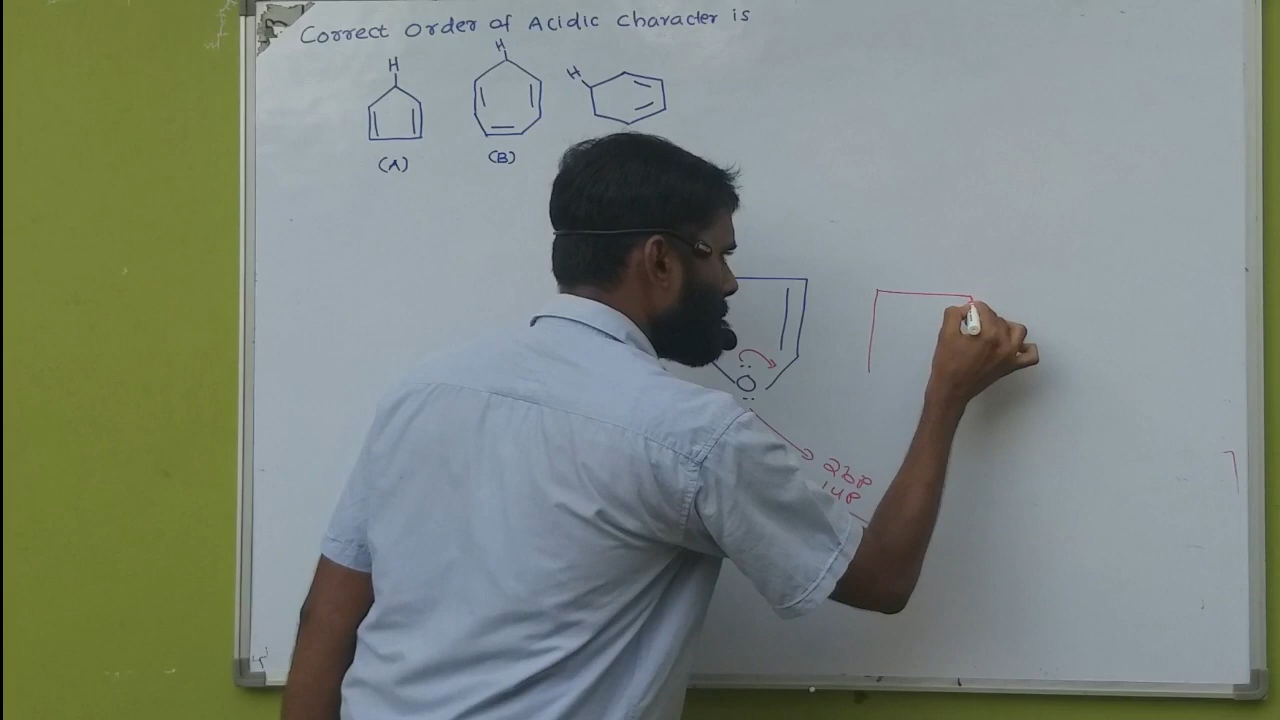 Correct order of Acidic character is
H
H
H
(A)
(B)
:O:
2bp
1lp